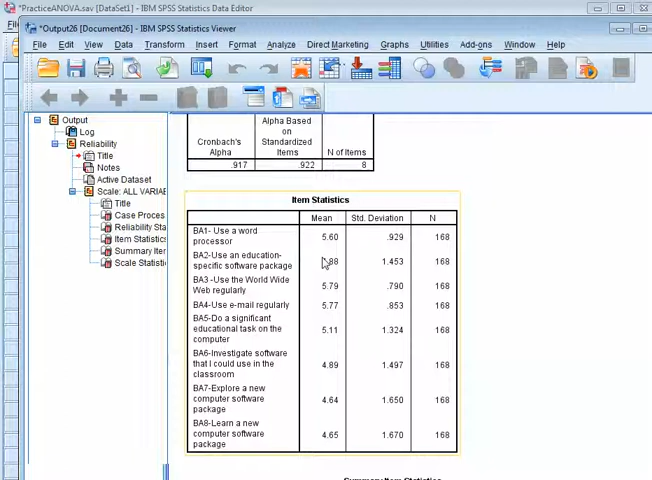 *PracticeANOVA.sav [DataSet1] - IBM SPSS Statistics Data Editor
*Output26 [Document26] - IBM SPSS Statistics Viewer
File Edit View Data Transform Insert Format Analyze Direct Marketing Graphs Utilities Add-ons Window Help
Output
Log
Reliability
Title
Notes
Active Dataset
Scale: ALL VARIAB
Title
Case Proces
Reliability Sta
Item Statistics
Summary Iter
Scale Statisti
Cronbach's
Alpha
Alpha Based
on
Standardized
Items
N of Items
.917 .922 8
Item Statistics
Mean Std. Deviation N
BA1- Use a word
processor
5.60 .929 168
BA2-Use an education-
specific software package
.88 1.453 168
BA3 -Use the World Wide
Web regularly
5.79 .790 168
BA4-Use e-mail regularly 5.77 .853 168
BA5-Do a significant
educational task on the
computer
5.11 1.324 168
BA6-Investigate software
that I could use in the
classroom
4.89 1.497 168
BA7-Explore a new
computer software
package
4.64 1.650 168
BA8-Learn a new
computer software
package
4.65 1.670 168
Summary Item Statistics